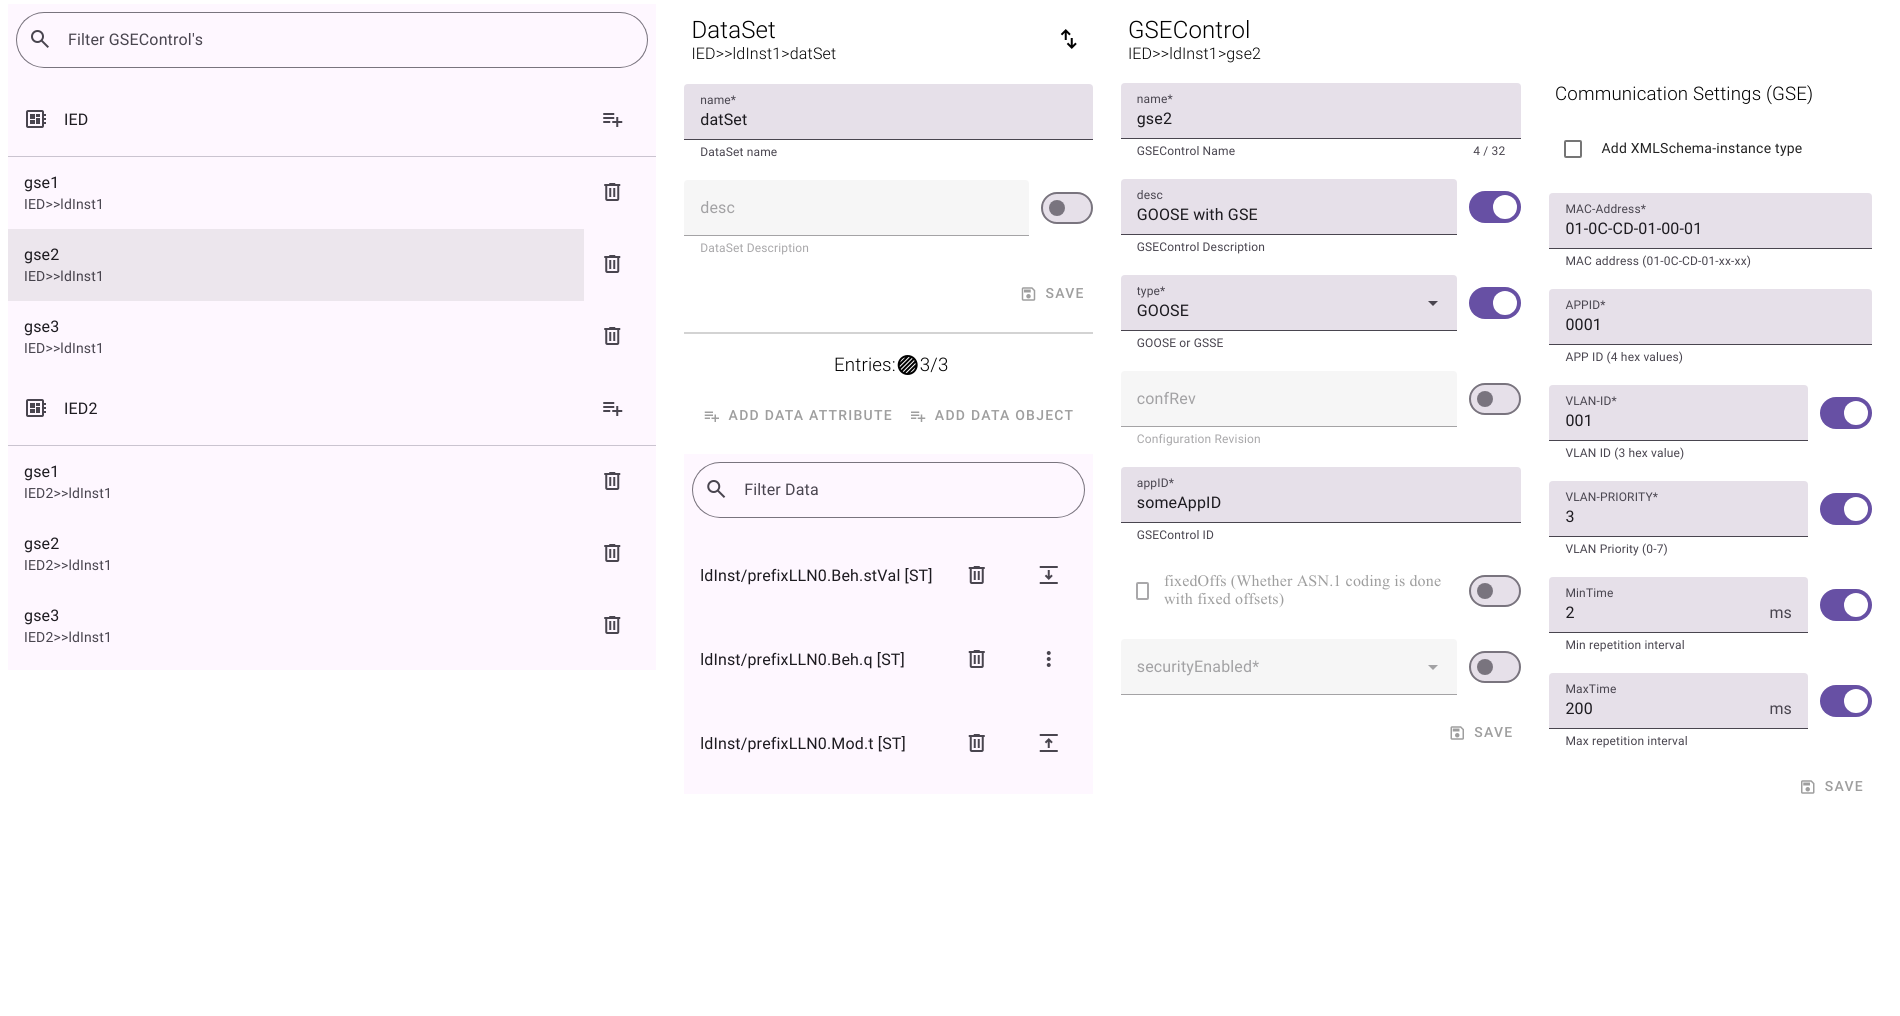 Filter GSEControl's
IED
gse1
IED>>ldInst1
gse2
IED>>ldInst1
gse3
IED>>ldInst1
IED2
gse1
IED2>>ldInst1
gse2
IED2>>ldInst1
gse3
IED2>>ldInst1
DataSet
IED>>ldInst1>datSet
name*
datSet
DataSet name
desc
DataSet Description
SAVE
Entries: 3/3
ADD DATA ATTRIBUTE
ADD DATA OBJECT
Filter Data
ldInst/prefixLLN0.Beh.stVal [ST]
ldInst/prefixLLN0.Beh.q [ST]
ldInst/prefixLLN0.Mod.t [ST]
GSEControl
IED>>ldInst1>gse2
name*
gse2
GSEControl Name 4 / 32
desc
GOOSE with GSE
GSEControl Description
type*
GOOSE
GOOSE or GSSE
confRev
Configuration Revision
appID*
someAppID
GSEControl ID
fixedOffs (Whether ASN.1 coding is done
with fixed offsets)
securityEnabled*
SAVE
Communication Settings (GSE)
Add XMLSchema-instance type
MAC-Address*
01-0C-CD-01-00-01
MAC address (01-0C-CD-01-xx-xx)
APPID*
0001
APP ID (4 hex values)
VLAN-ID*
001
VLAN ID (3 hex value)
VLAN-PRIORITY*
3
VLAN Priority (0-7)
MinTime
2 ms
Min repetition interval
MaxTime
200 ms
Max repetition interval
SAVE